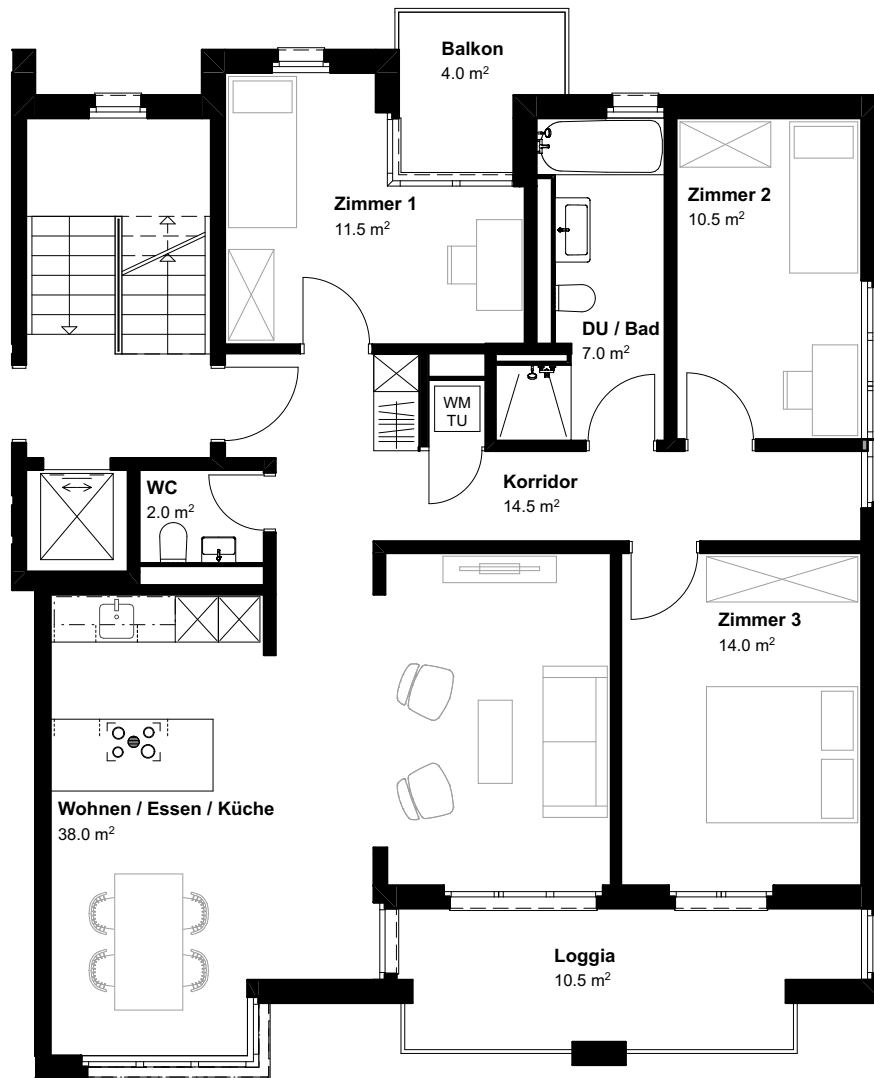 Balkon
4.0 m²
Zimmer 1
11.5 m²
Zimmer 2
10.5 m²
DU / Bad
7.0 m²
WM
TU
Korridor
14.5 m²
WC
2.0 m²
Zimmer 3
14.0 m²
Wohnen / Essen / Küche
38.0 m²
Loggia
10.5 m²